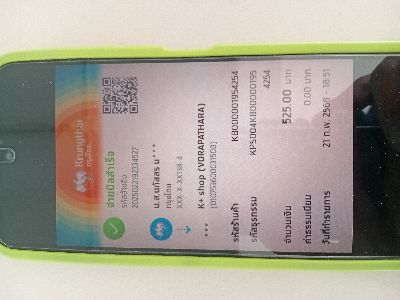 Krungthai
กรุงไทย
จ่ายบิลสำเร็จ
รหัสอ้างอิง
2025022192334527
น.ส.นภัสสร น***
กรุงไทย
XXX-X-XX138-4
K+ shop (VORAPATHARA)
(010753600031508)
รหัสร้านค้า KB000001954254
รหัสธุรกรรม KPS004KB00000195
4254
จำนวนเงิน 525.00 บาท
ค่าธรรมเนียม 0.00 บาท
วันที่ทำรายการ 21 ก.พ. 2568 - 18:51